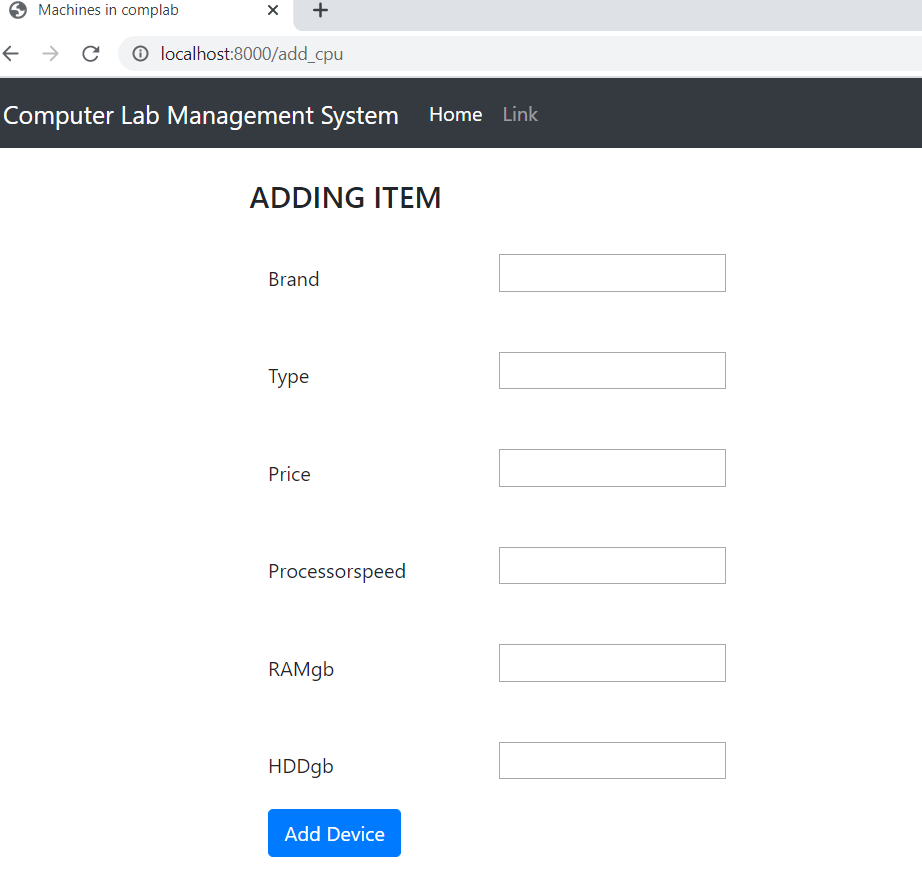 Machines in complab
localhost:8000/add_cpu
Computer Lab Management System Home Link
ADDING ITEM
Brand
Type
Price
Processorspeed
RAMgb
HDDgb
Add Device